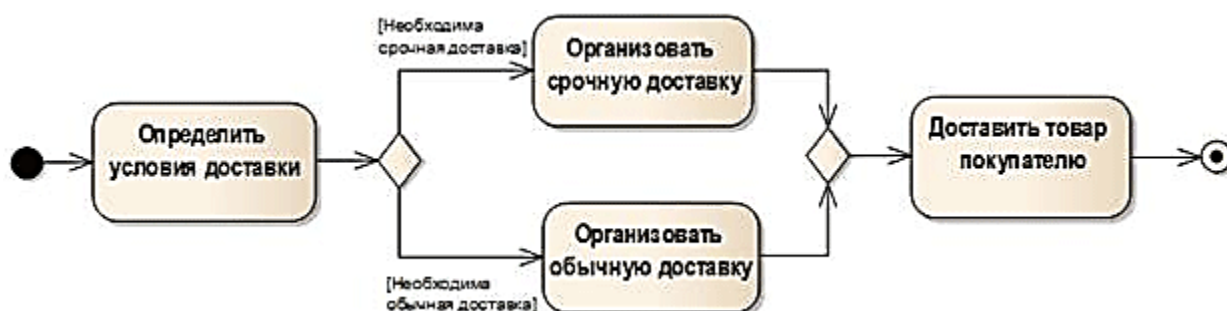 [Необходима
срочная доставка]
Организовать
срочную доставку
Определить
условия доставки
Доставить товар
покупателю
Организовать
обычную доставку
[Необходима
обычная доставка]